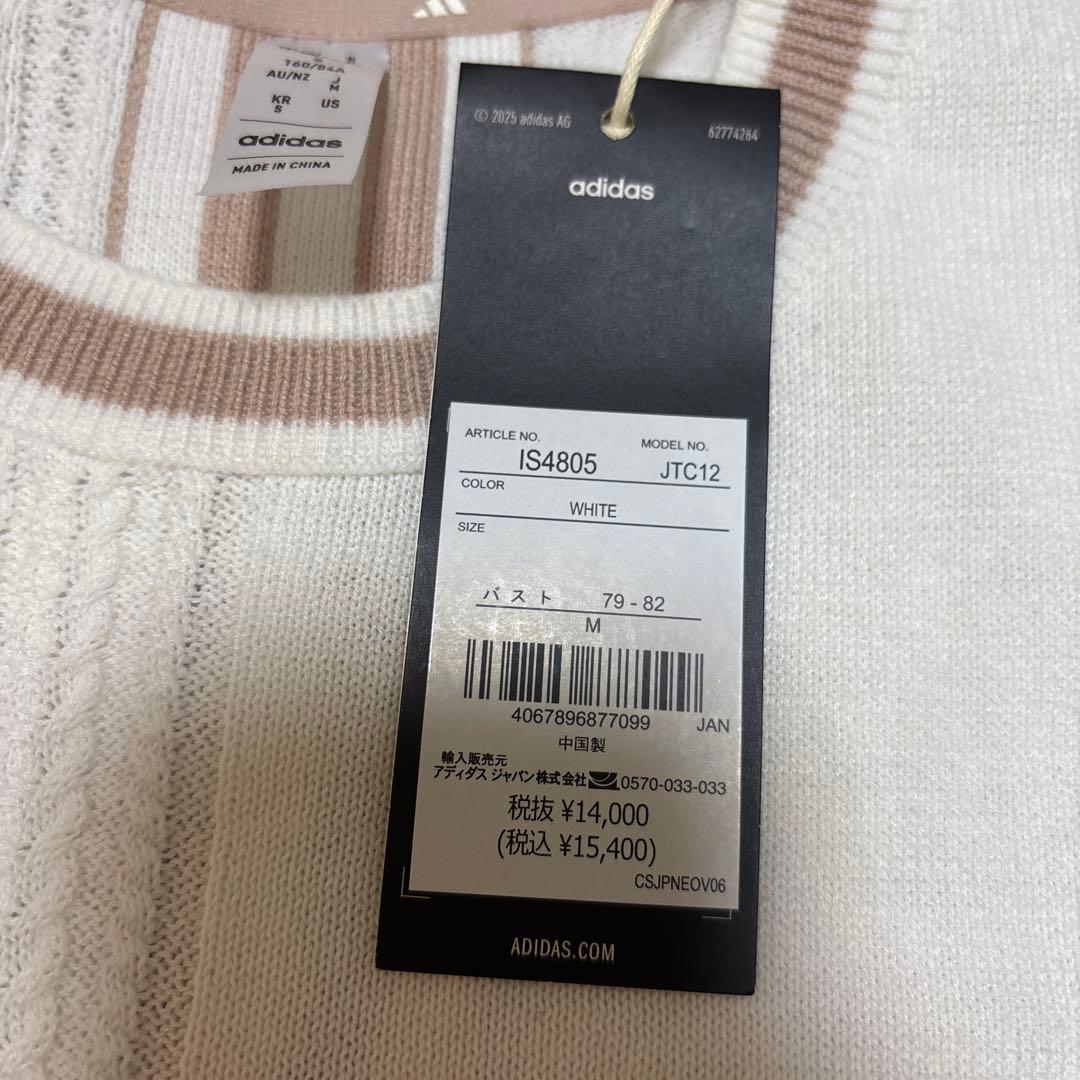 160/84A
AU/NZ J M
KR S US
adidas
MADE IN CHINA
© 2025 adidas AG 62774264
adidas
ARTICLE NO. MODEL NO.
IS4805 JTC12
COLOR
WHITE
SIZE
バスト 79 - 82
M
4067896877099 JAN
中国製
輸入販売元
アディダス ジャパン株式会社 0570-033-033
税抜 ¥14,000
(税込 ¥15,400)
CSJPNEOV06
ADIDAS.COM